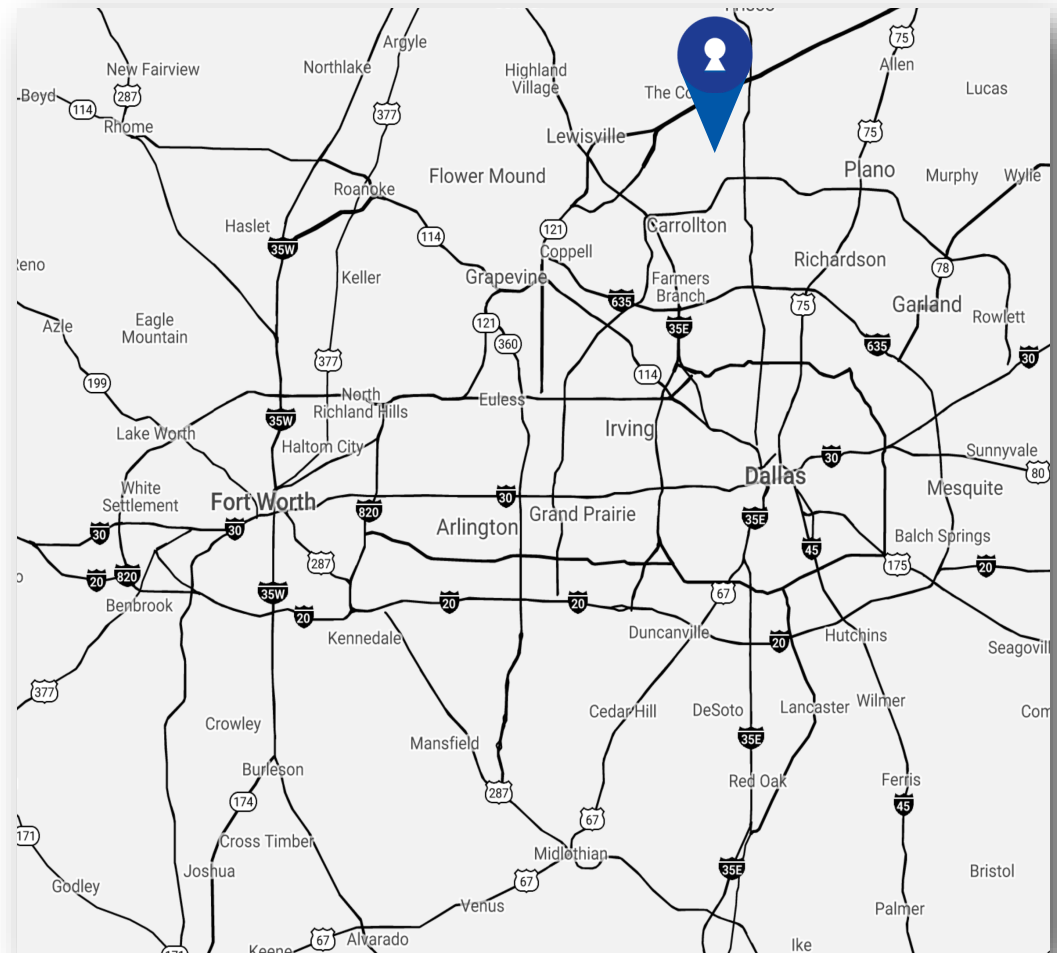 Argyle
75
New Fairview
Northlake
Highland
Village
Allen
287
Boyd
114
377
The Co
Lucas
Rhome
Lewisville
75
Roanoke
Flower Mound
Plano
Murphy
Wylie
Haslet
35W
114
121
Carrollton
Coppell
Richardson
78
Keller
Grapevine
Farmers
Branch
635
75
Garland
Rowlett
Azle
Eagle
Mountain
121
360
35E
635
30
377
114
199
North
Richland Hills
Euless
35W
Lake Worth
Haltom City
Irving
30
Sunnyvale
80
White
Settlement
Fort Worth
30
Dallas
Mesquite
820
Arlington
Grand Prairie
35E
30
30
Balch Springs
45
287
175
20
20
820
35W
67
Benbrook
20
20
20
Kennedale
Duncanville
20
Hutchins
377
Crowley
Cedar Hill
DeSoto
Lancaster
Wilmer
Mansfield
35E
Burleson
Red Oak
Ferris
174
287
45
171
67
Cross Timber
Midlothian
Joshua
35E
Godley
67
Bristol
Venus
Palmer
67
Alvarado
Keene
Ike